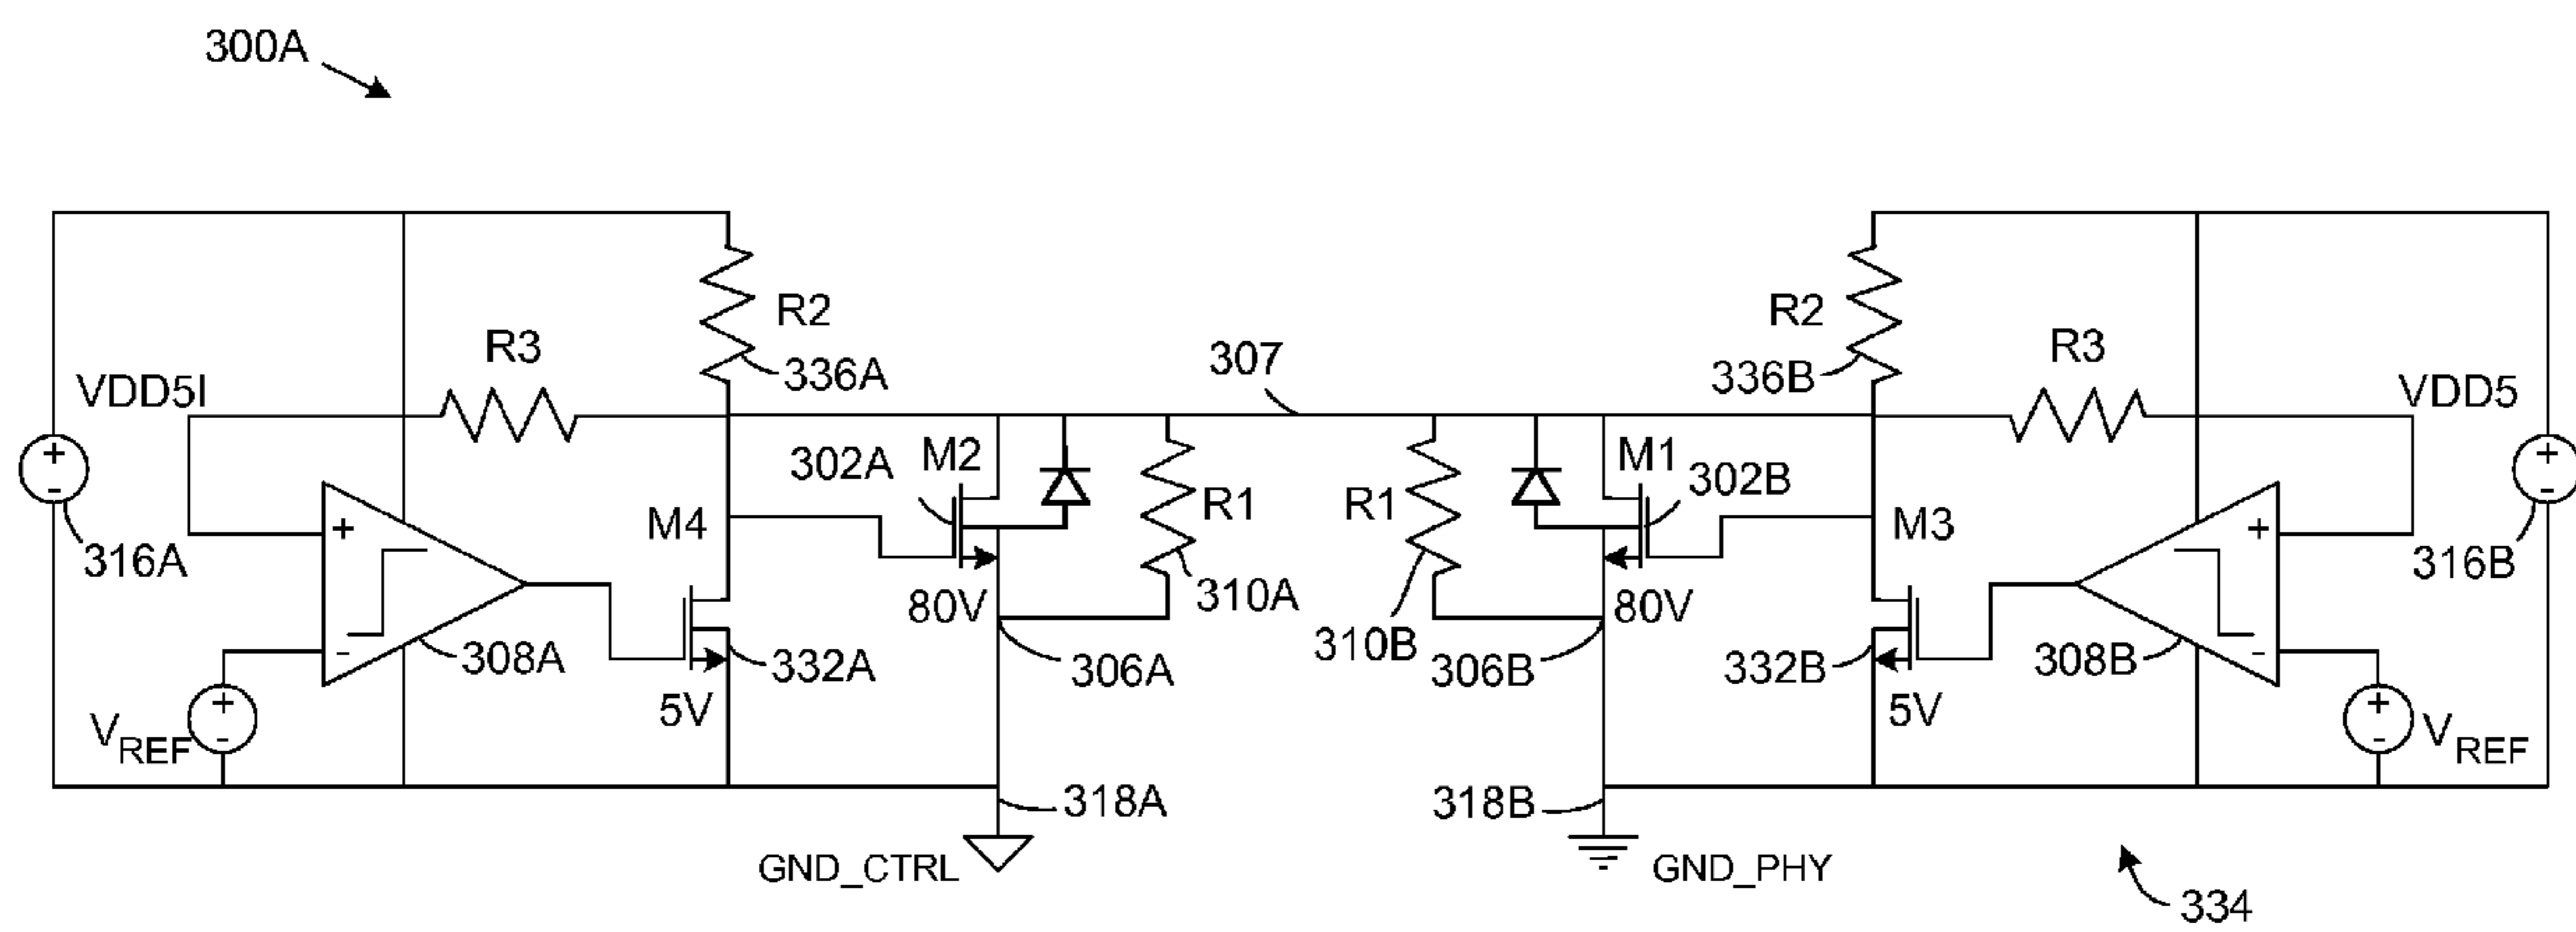 300A
R2
R2
R3
307
R3
336A
336B
VDD5I
VDD5
M2
M1
302A
302B
R1
R1
M4
M3
+
+
+
+
-
-
316A
316B
310A
80V
80V
310B
308A
332A
306A
306B
332B
308B
-
-
5V
5V
+
+
-
-
VREF
VREF
318A
318B
GND_CTRL
GND_PHY
334